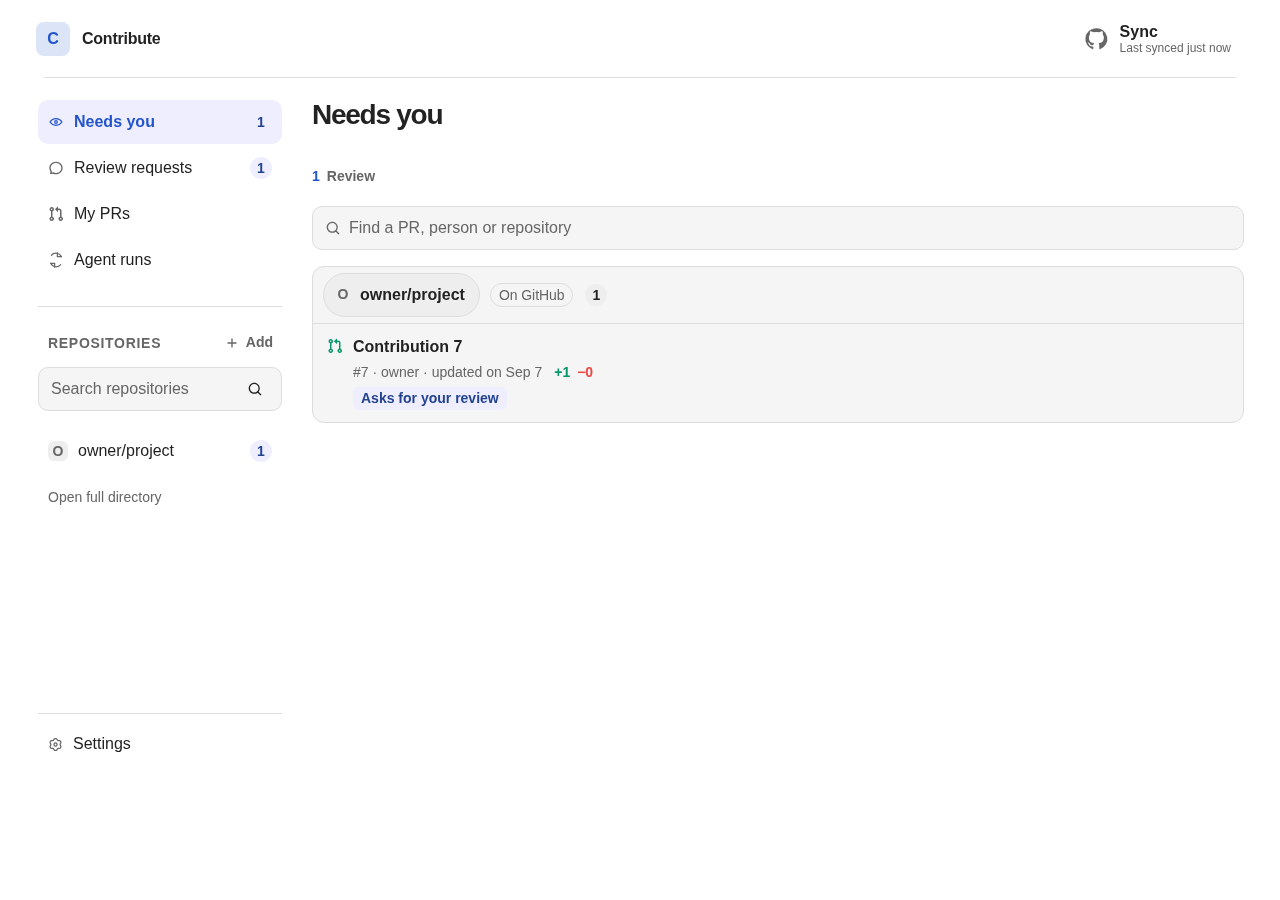 C Contribute
Sync
Last synced just now
Needs you 1
Review requests 1
My PRs
Agent runs
REPOSITORIES + Add
Search repositories
O owner/project 1
Open full directory
Settings
Needs you
1 Review
Find a PR, person or repository
O owner/project On GitHub 1
Contribution 7
#7 · owner · updated on Sep 7 +1 −0
Asks for your review